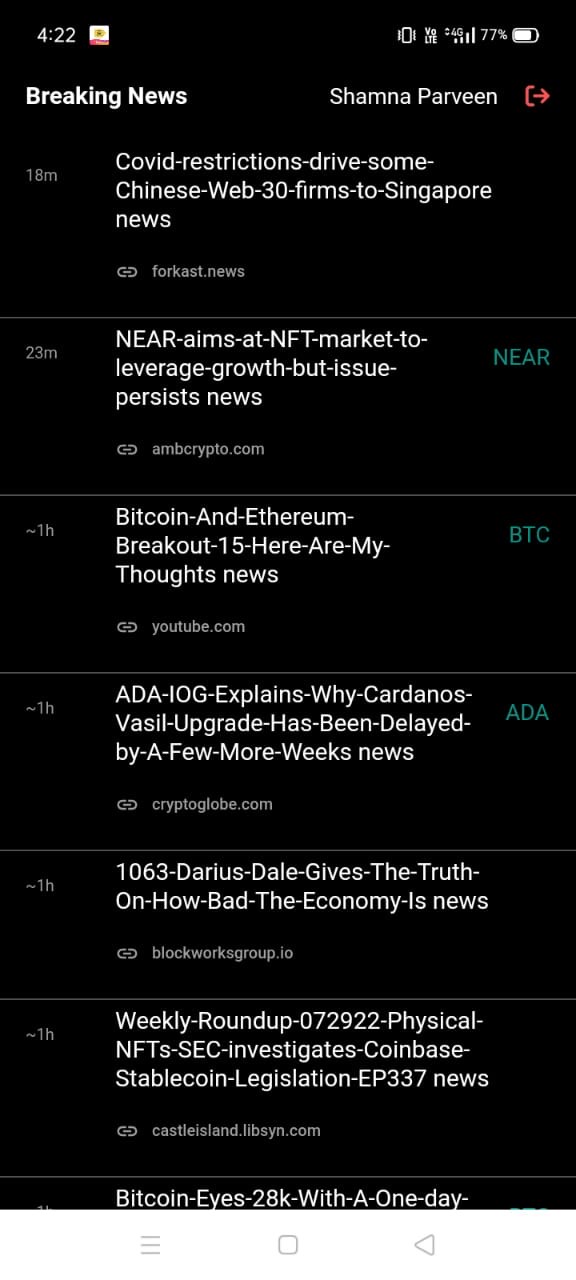 4:22 Vo LTE 4G 77%
Breaking News Shamna Parveen
18m
Covid-restrictions-drive-some-
Chinese-Web-30-firms-to-Singapore
news
forkast.news
23m
NEAR-aims-at-NFT-market-to-
leverage-growth-but-issue-
persists news
NEAR
ambcrypto.com
~1h
Bitcoin-And-Ethereum-
Breakout-15-Here-Are-My-
Thoughts news
BTC
youtube.com
~1h
ADA-IOG-Explains-Why-Cardanos-
Vasil-Upgrade-Has-Been-Delayed-
by-A-Few-More-Weeks news
ADA
cryptoglobe.com
~1h
1063-Darius-Dale-Gives-The-Truth-
On-How-Bad-The-Economy-Is news
blockworksgroup.io
~1h
Weekly-Roundup-072922-Physical-
NFTs-SEC-investigates-Coinbase-
Stablecoin-Legislation-EP337 news
castleisland.libsyn.com
Bitcoin-Eyes-28k-With-A-One-day-